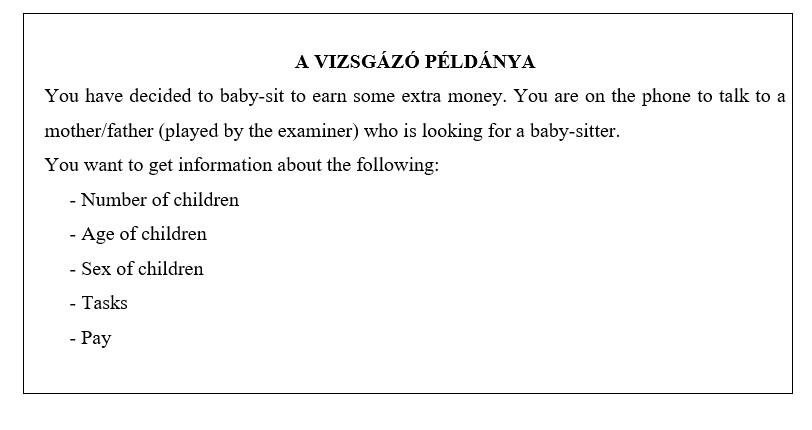 A VIZSGÁZÓ PÉLDÁNYA
You have decided to baby-sit to earn some extra money. You are on the phone to talk to a
mother/father (played by the examiner) who is looking for a baby-sitter.
You want to get information about the following:
- Number of children
- Age of children
- Sex of children
- Tasks
- Pay